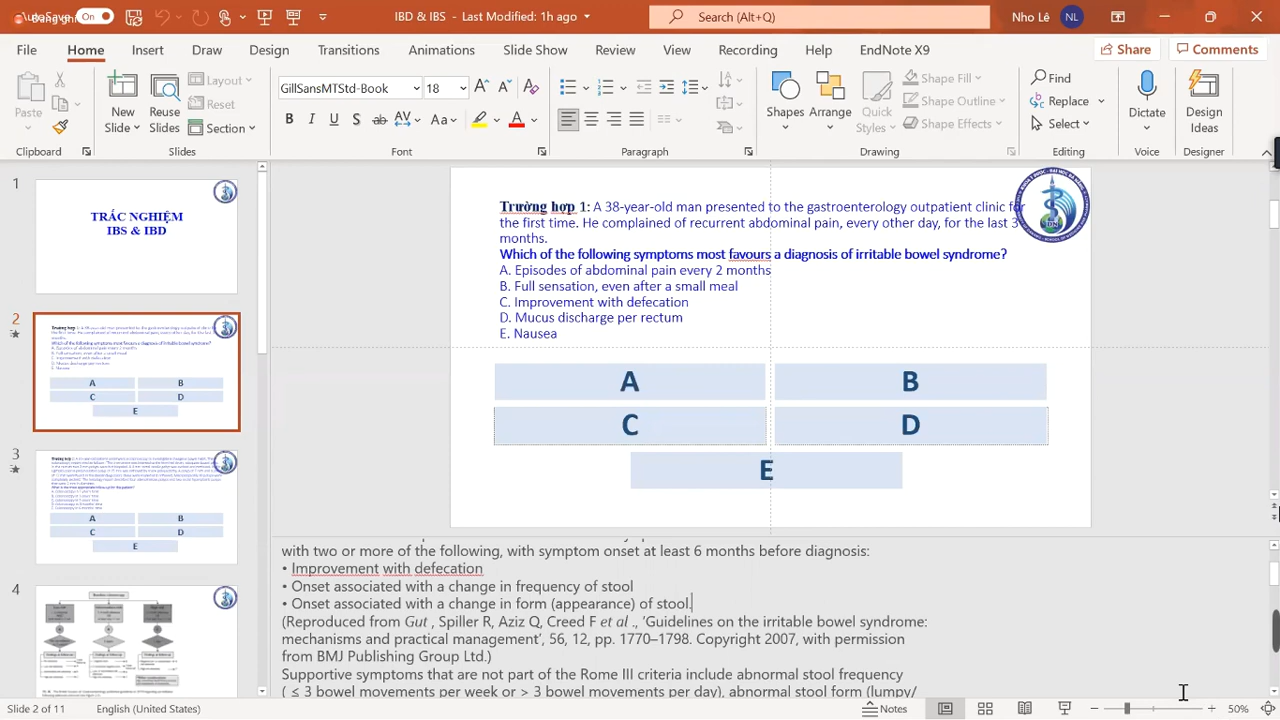 AutoSave On
IBD & IBS - Last Modified: 1h ago
Search (Alt+Q)
Nho Lê NL
File Home Insert Draw Design Transitions Animations Slide Show Review View Recording Help EndNote X9 Share Comments
Paste
New Slide
Reuse Slides
Layout
Reset
Section
GillSansMTStd-Book 18
Shapes
Arrange
Quick Styles
Shape Fill
Shape Outline
Shape Effects
Find
Replace
Select
Dictate
Design Ideas
Clipboard Slides Font Paragraph Drawing Editing Voice Designer
1
TRẮC NGHIỆM
IBS & IBD
2
A B
C D
E
3
A B
C D
E
4
Trường hợp 1: A 38-year-old man presented to the gastroenterology outpatient clinic for
the first time. He complained of recurrent abdominal pain, every other day, for the last 3
months.
Which of the following symptoms most favours a diagnosis of irritable bowel syndrome?
A. Episodes of abdominal pain every 2 months
B. Full sensation, even after a small meal
C. Improvement with defecation
D. Mucus discharge per rectum
E. Nausea
A B
C D
E
with two or more of the following, with symptom onset at least 6 months before diagnosis:
• Improvement with defecation
• Onset associated with a change in frequency of stool
• Onset associated with a change in form (appearance) of stool.
(Reproduced from Gut , Spiller R, Aziz Q, Creed F et al ., 'Guidelines on the irritable bowel syndrome:
mechanisms and practical management', 56, 12, pp. 1770–1798. Copyright 2007, with permission
from BMJ Publishing Group Ltd.)
Supportive symptoms that are not part of the Rome III criteria include abnormal stool frequency
( ≤ 3 bowel movements per week or > 3 bowel movements per day), abnormal stool form (lumpy/
Slide 2 of 11 English (United States) Notes 50%